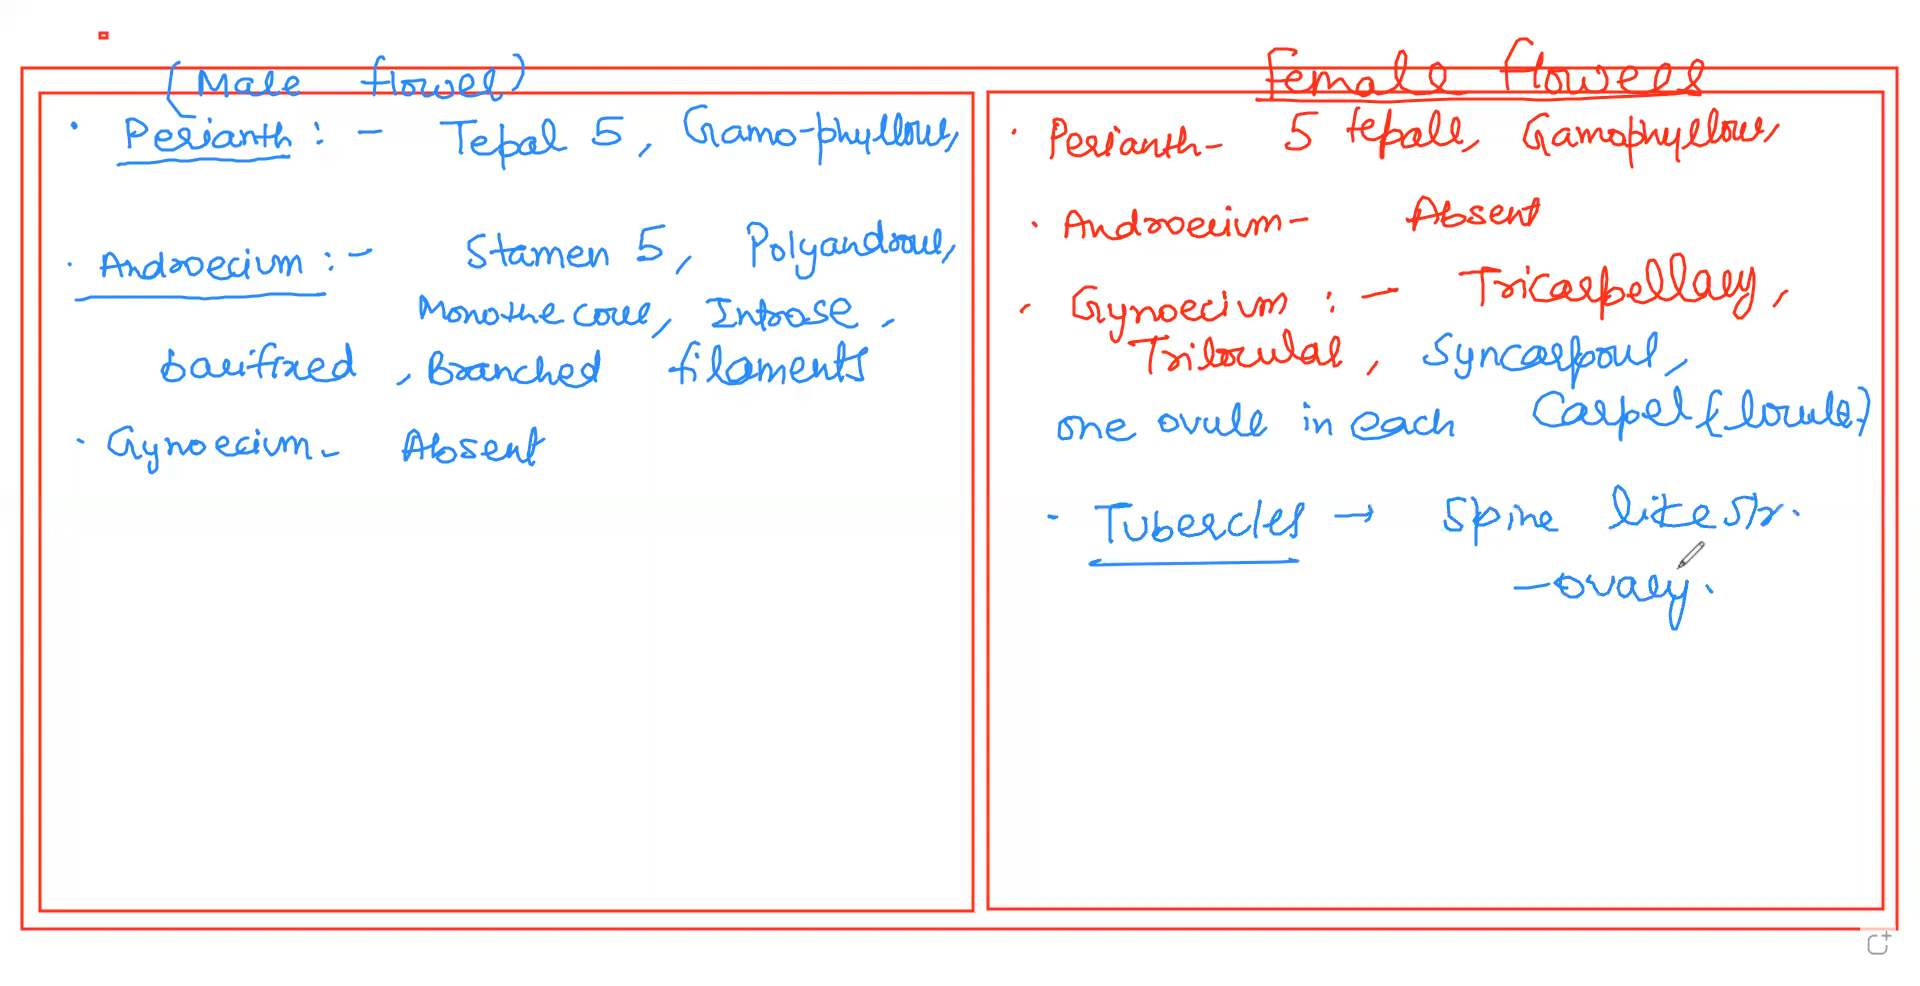 (Male flower)
• Perianth :- Tepal 5, Gamo-phyllous,
• Androecium :- Stamen 5, Polyandrous,
Monothecous, Introse,
basifixed, Branched filaments
• Gynoecium - Absent
Female flowers
• Perianth - 5 tepals, Gamophyllous,
• Androecium - Absent
• Gynoecium :- Tricarpellary,
Trilocular, Syncarpous,
one ovule in each Carpel (locule)
• Tubercles → Spine like str.
- ovary.